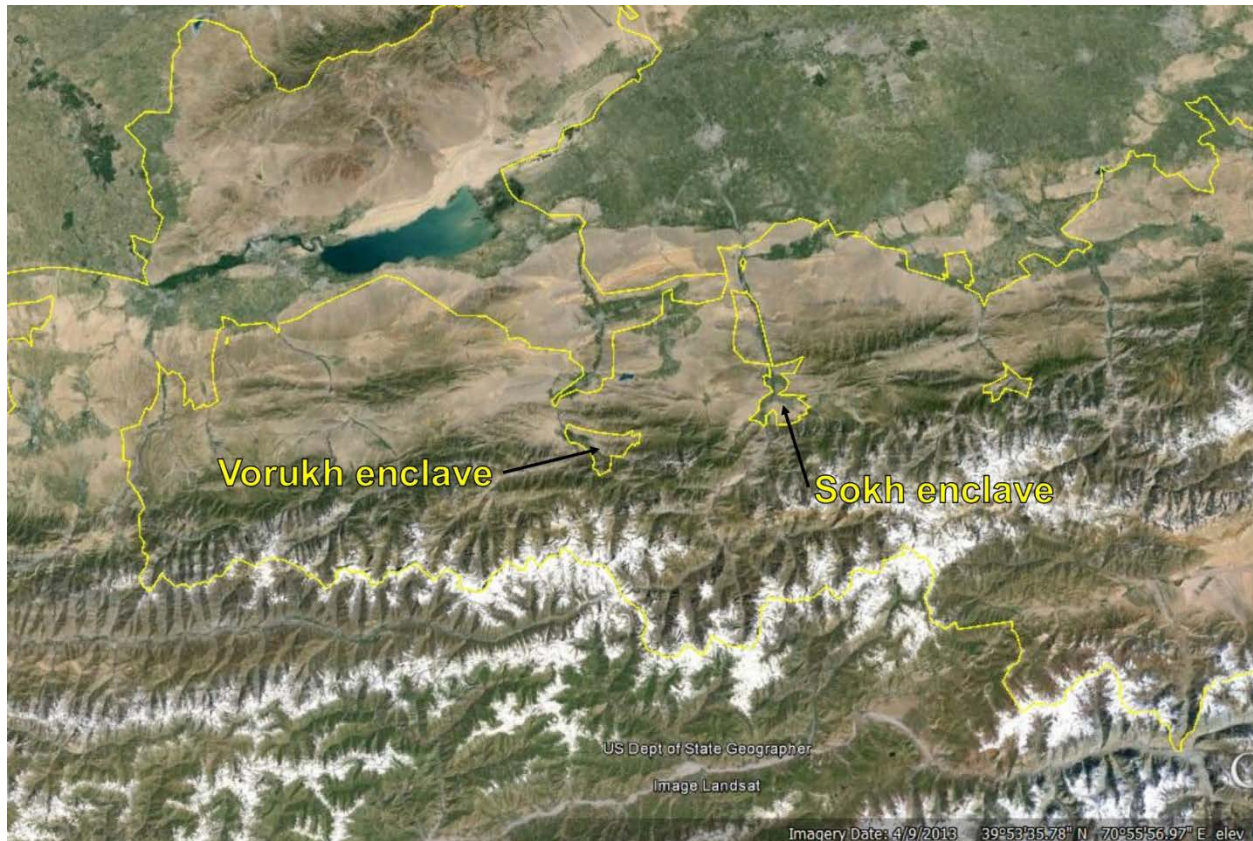 Vorukh enclave
Sokh enclave
US Dept of State Geographer
Image Landsat
Imagery Date: 4/9/2013 39°53'35.78" N 70°55'56.97" E elev